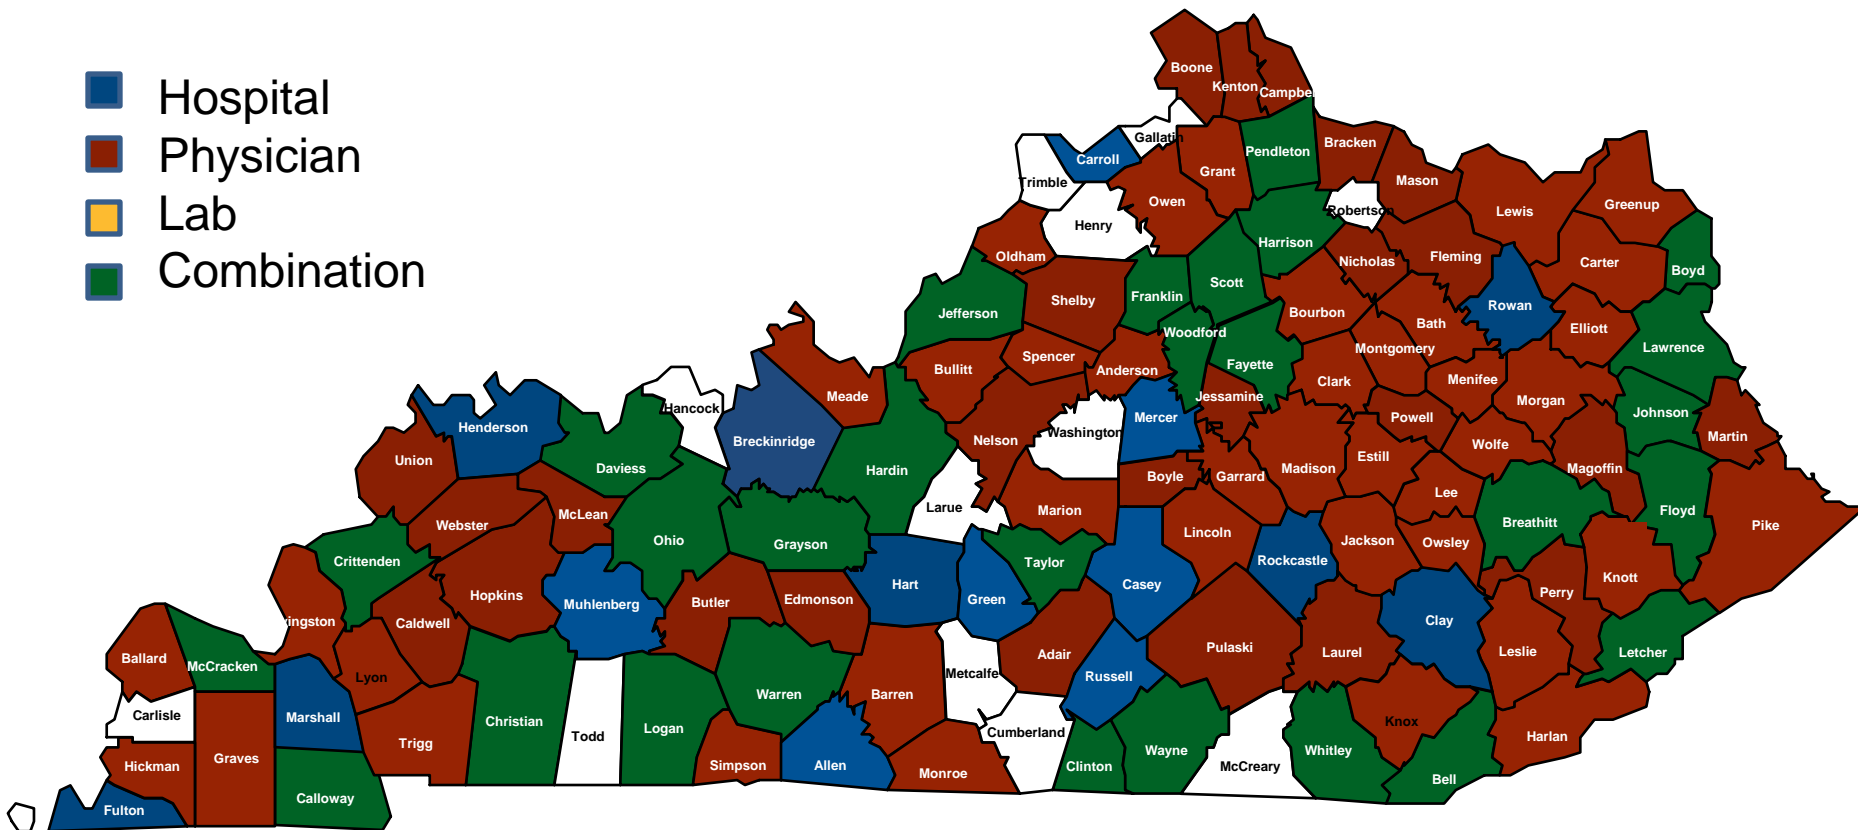 Hospital
Physician
Lab
Combination
Boone
Kenton
Campbel
Gallatin
Carroll
Pendleton
Bracken
Grant
Mason
Trimble
Owen
Robertson
Lewis
Greenup
Henry
Harrison
Oldham
Fleming
Nicholas
Carter
Boyd
Scott
Franklin
Shelby
Rowan
Jefferson
Bourbon
Bath
Elliott
Woodford
Lawrence
Montgomery
Spencer
Fayette
Bullitt
Anderson
Clark
Menifee
Meade
Jessamine
Morgan
Hancock
Mercer
Powell
Johnson
Henderson
Washington
Martin
Breckinridge
Nelson
Wolfe
Union
Daviess
Hardin
Madison
Estill
Magoffin
Boyle
Garrard
Lee
Larue
Marion
McLean
Floyd
Webster
Breathitt
Pike
Lincoln
Ohio
Grayson
Jackson
Owsley
Crittenden
Taylor
Rockcastle
Hart
Casey
Knott
Hopkins
Perry
Green
Edmonson
Butler
Muhlenberg
ivingston
Caldwell
Clay
Pulaski
Leslie
Adair
Laurel
Letcher
Ballard
McCracken
Metcalfe
Russell
Lyon
Warren
Barren
Carlisle
Marshall
Christian
Knox
Logan
Cumberland
Todd
Harlan
Trigg
Wayne
Whitley
Graves
Hickman
Simpson
Allen
Clinton
McCreary
Monroe
Bell
Calloway
Fulton